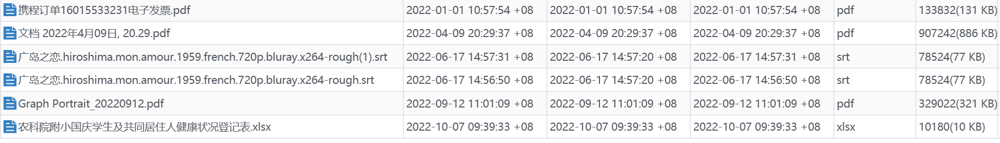 携程订单16015533231电子发票.pdf 2022-01-01 10:57:54 +08 2022-01-01 10:57:54 +08 2022-01-01 10:57:54 +08 pdf 133832(131 KB)
文档 2022年4月09日, 20.29.pdf 2022-04-09 20:29:37 +08 2022-04-09 20:29:37 +08 2022-04-09 20:29:37 +08 pdf 907242(886 KB)
广岛之恋.hiroshima.mon.amour.1959.french.720p.bluray.x264-rough(1).srt 2022-06-17 14:57:31 +08 2022-06-17 14:57:20 +08 2022-06-17 14:57:31 +08 srt 78524(77 KB)
广岛之恋.hiroshima.mon.amour.1959.french.720p.bluray.x264-rough.srt 2022-06-17 14:56:50 +08 2022-06-17 14:57:20 +08 2022-06-17 14:56:50 +08 srt 78524(77 KB)
Graph Portrait_20220912.pdf 2022-09-12 11:01:09 +08 2022-09-12 11:01:09 +08 2022-09-12 11:01:09 +08 pdf 329022(321 KB)
农科院附小国庆学生及共同居住人健康状况登记表.xlsx 2022-10-07 09:39:33 +08 2022-10-07 09:39:33 +08 2022-10-07 09:39:33 +08 xlsx 10180(10 KB)